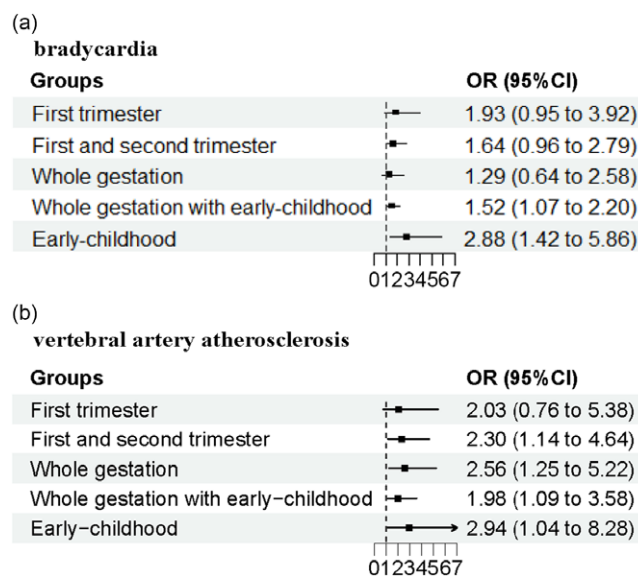 (a)
bradycardia
Groups OR (95%CI)
First trimester 1.93 (0.95 to 3.92)
First and second trimester 1.64 (0.96 to 2.79)
Whole gestation 1.29 (0.64 to 2.58)
Whole gestation with early-childhood 1.52 (1.07 to 2.20)
Early-childhood 2.88 (1.42 to 5.86)
01234567
(b)
vertebral artery atherosclerosis
Groups OR (95%CI)
First trimester 2.03 (0.76 to 5.38)
First and second trimester 2.30 (1.14 to 4.64)
Whole gestation 2.56 (1.25 to 5.22)
Whole gestation with early−childhood 1.98 (1.09 to 3.58)
Early−childhood 2.94 (1.04 to 8.28)
01234567